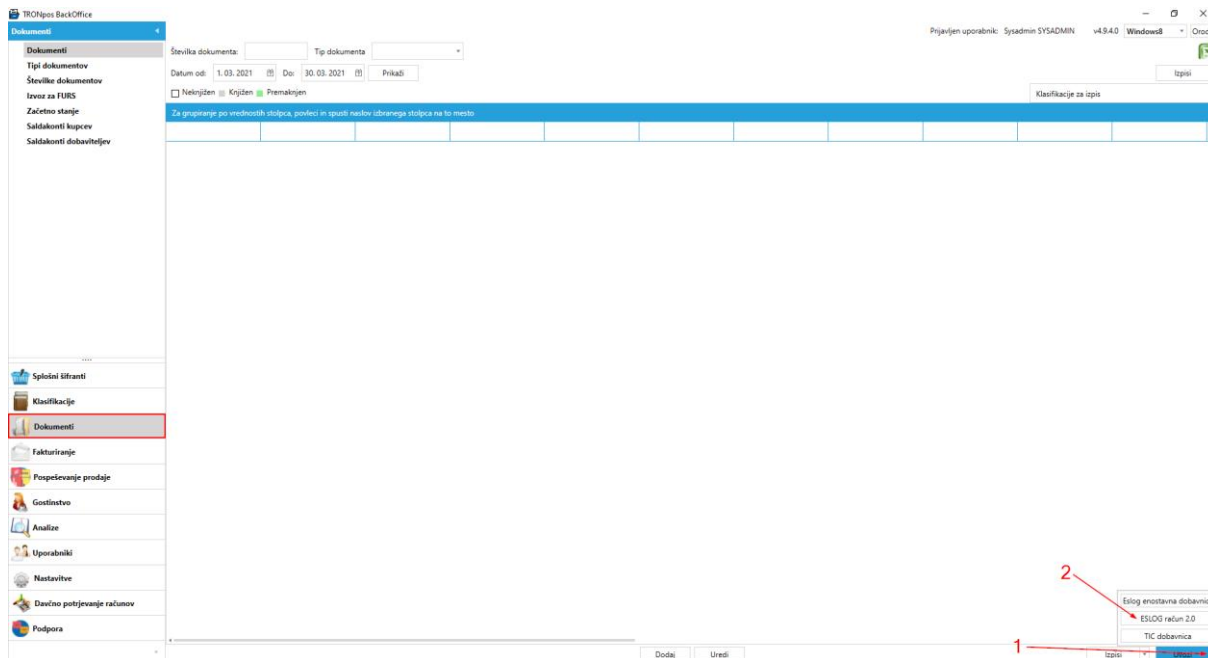 TRONpos BackOffice
Dokumenti
Prijavljen uporabnik: Sysadmin SYSADMIN v4.9.4.0 Windows8
Dokumenti
Tipi dokumentov
Številke dokumentov
Izvoz za FURS
Začetno stanje
Saldakonti kupcev
Saldakonti dobaviteljev
Številka dokumenta: Tip dokumenta
Datum od: 1. 03. 2021 Do: 30. 03. 2021 Prikaži
Izpisi
Neknjižen Knjižen Premaknjen
Klasifikacije za izpis
Za grupiranje po vrednostih stolpca, povleci in spusti naslov izbranega stolpca na to mesto
Splošni šifranti
Klasifikacije
Dokumenti
Fakturiranje
Pospeševanje prodaje
Gostinstvo
Analize
Uporabniki
Nastavitve
Davčno potrjevanje računov
Podpora
2
Eslog enostavna dobavnic
ESLOG račun 2.0
TIC dobavnica
1
Dodaj Uredi Izpisi